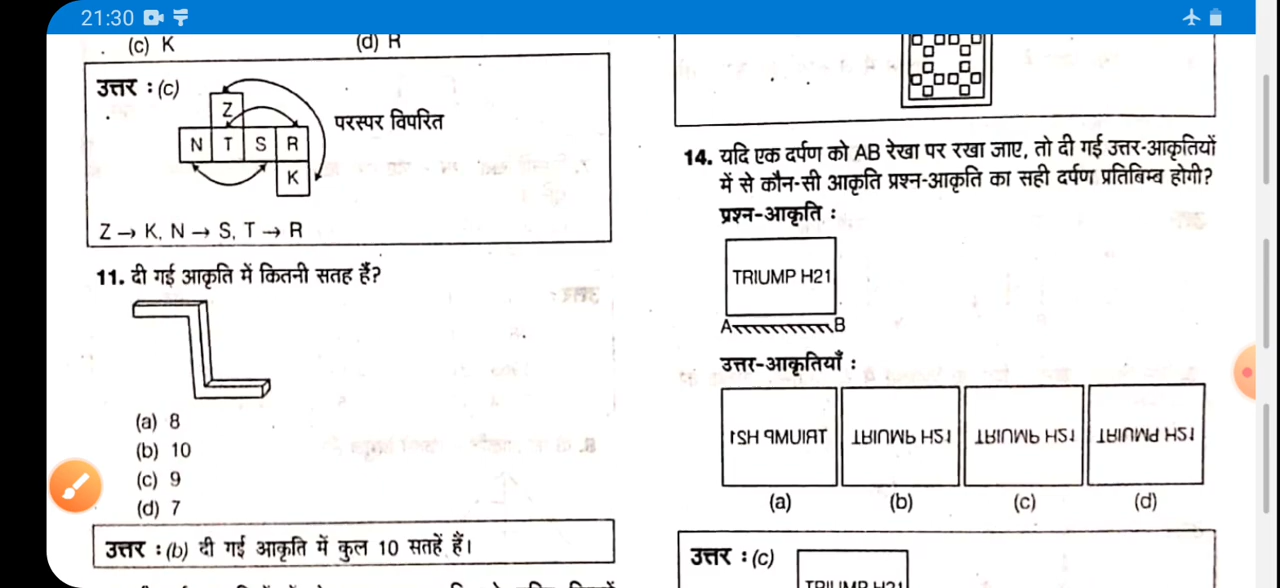 21:30
(c) K
(d) R
उत्तर : (c)
Z
N T S R
K
परस्पर विपरित
Z → K, N → S, T → R
11. दी गई आकृति में कितनी सतह हैं?
(a) 8
(b) 10
(c) 9
(d) 7
उत्तर : (b) दी गई आकृति में कुल 10 सतहें हैं।
14. यदि एक दर्पण को AB रेखा पर रखा जाए, तो दी गई उत्तर-आकृतियों
में से कौन-सी आकृति प्रश्न-आकृति का सही दर्पण प्रतिबिम्ब होगी?
प्रश्न-आकृति :
TRIUMP H21
A B
उत्तर-आकृतियाँ :
(a) (b) (c) (d)
उत्तर : (c)
TRIUMP H21